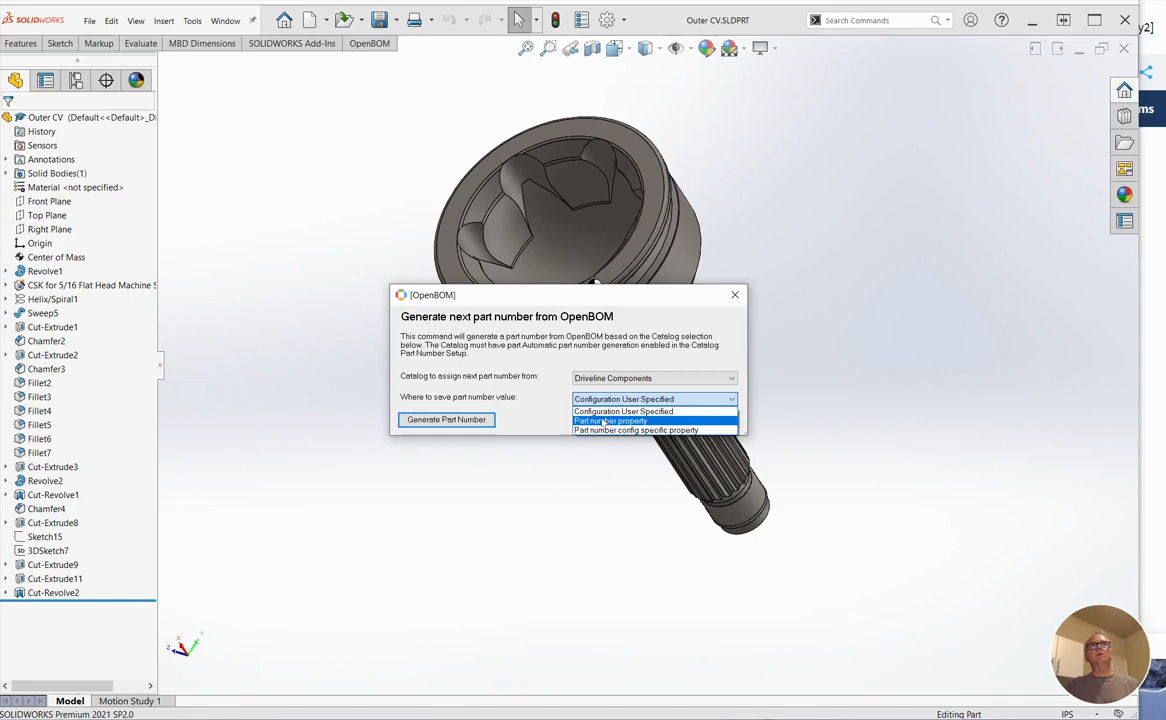 SOLIDWORKS
File
Edit
View
Insert
Tools
Window
Outer CV.SLDPRT
Search Commands
y2]
Features
Sketch
Markup
Evaluate
MBD Dimensions
SOLIDWORKS Add-Ins
OpenBOM
ms
Outer CV (Default<<Default>_Di
History
Sensors
Annotations
Solid Bodies(1)
Material <not specified>
Front Plane
Top Plane
Right Plane
Origin
Center of Mass
Revolve1
CSK for 5/16 Flat Head Machine S
Helix/Spiral1
Sweep5
Cut-Extrude1
Chamfer2
Cut-Extrude2
Chamfer3
Fillet2
Fillet3
Fillet4
Fillet5
Fillet6
Fillet7
Cut-Extrude3
Revolve2
Cut-Revolve1
Chamfer4
Cut-Extrude8
Sketch15
3DSketch7
Cut-Extrude9
Cut-Extrude11
Cut-Revolve2
[OpenBOM]
Generate next part number from OpenBOM
This command will generate a part number from OpenBOM based on the Catalog selection
below. The Catalog must have part Automatic part number generation enabled in the Catalog
Part Number Setup.
Catalog to assign next part number from:
Driveline Components
Where to save part number value:
Configuration User Specified
Configuration User Specified
Part number property
Part number config specific property
Generate Part Number
Y
X
Z
Model
Motion Study 1
SOLIDWORKS Premium 2021 SP2.0
Editing Part
IPS